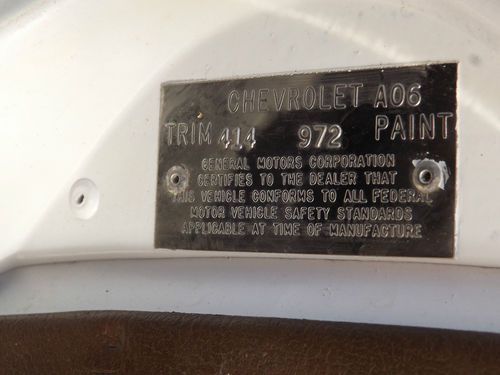 CHEVROLET A06
TRIM 414 972 PAINT
GENERAL MOTORS CORPORATION
CERTIFIES TO THE DEALER THAT
THIS VEHICLE CONFORMS TO ALL FEDERAL
MOTOR VEHICLE SAFETY STANDARDS
APPLICABLE AT TIME OF MANUFACTURE